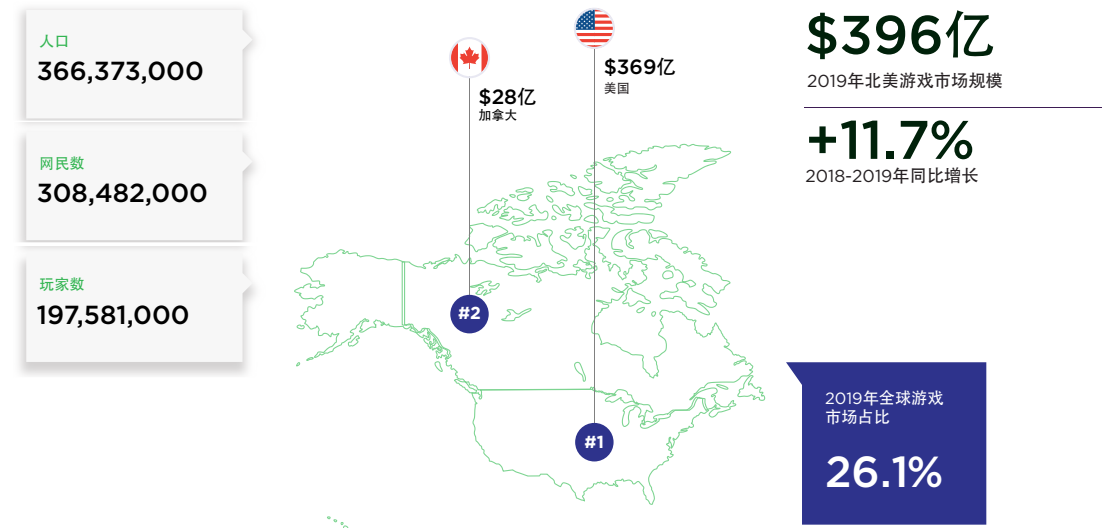 人口
366,373,000
网民数
308,482,000
玩家数
197,581,000
$28亿
加拿大
$369亿
美国
#2
#1
$396亿
2019年北美游戏市场规模
+11.7%
2018-2019年同比增长
2019年全球游戏
市场占比
26.1%